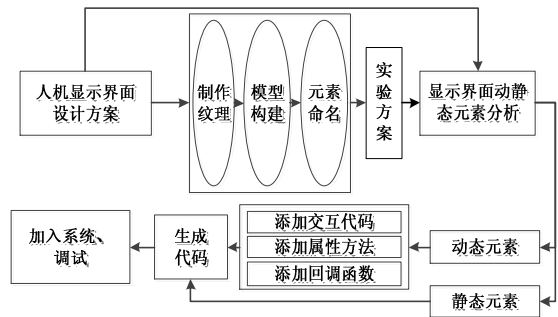 人机显示界面
设计方案
制作
纹理
模型
构建
元素
命名
实
验
方
案
显示界面动静
态元素分析
加入系统、
调试
生成
代码
添加交互代码
添加属性方法
添加回调函数
动态元素
静态元素